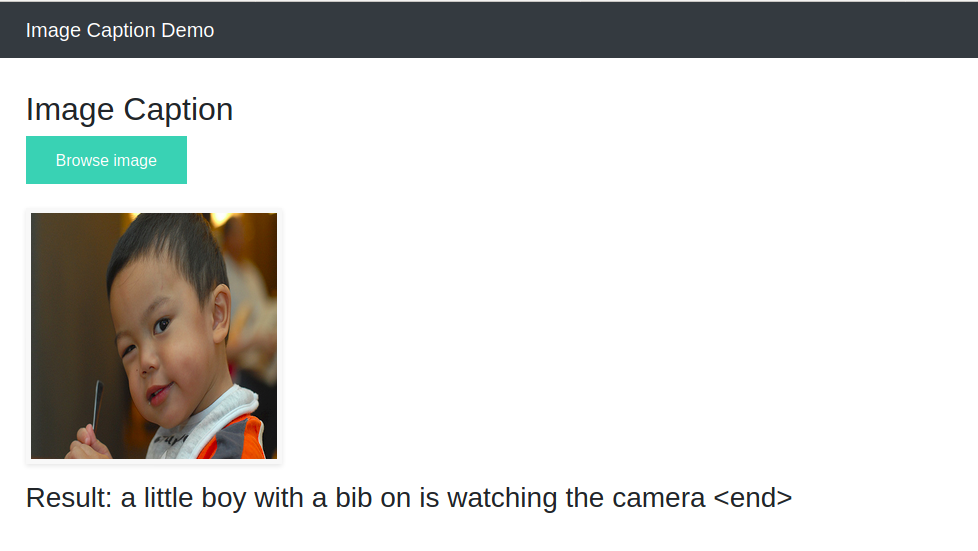 Image Caption Demo
Image Caption
Browse image
Result: a little boy with a bib on is watching the camera <end>